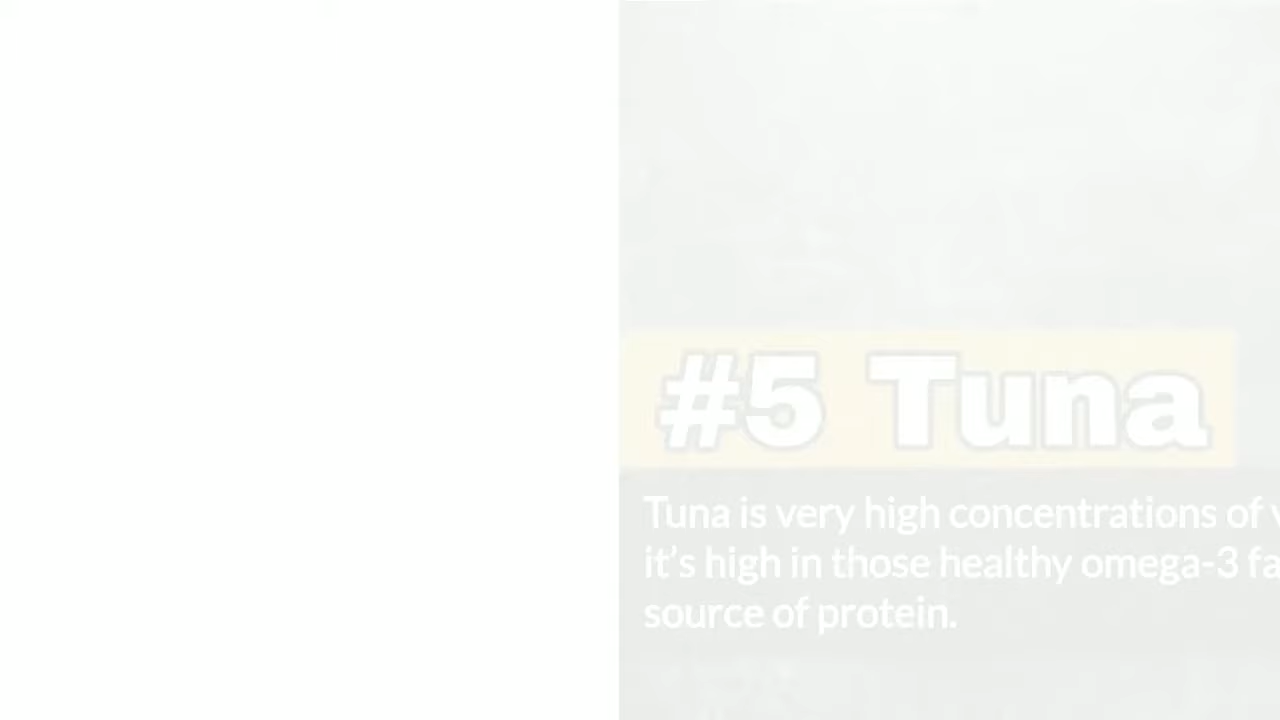 #5 Tuna
Tuna is very high concentrations of
it's high in those healthy omega-3
source of protein.